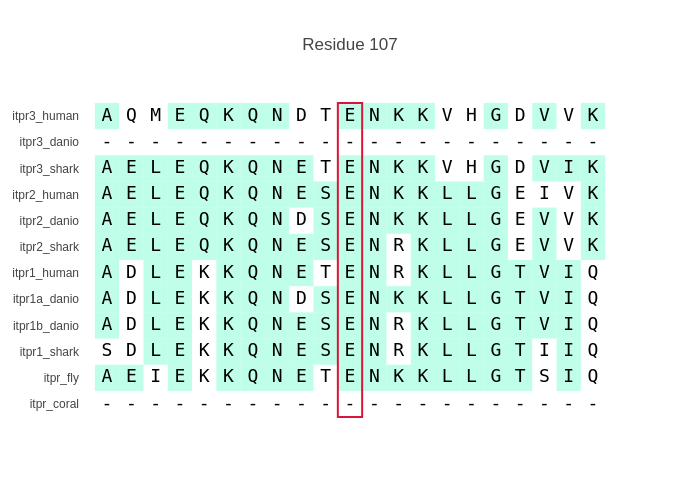 Residue 107
itpr3_human A Q M E Q K Q N D T E N K K V H G D V V K
itpr3_danio - - - - - - - - - - - - - - - - - - - - -
itpr3_shark A E L E Q K Q N E T E N K K V H G D V I K
itpr2_human A E L E Q K Q N E S E N K K L L G E I V K
itpr2_danio A E L E Q K Q N D S E N K K L L G E V V K
itpr2_shark A E L E Q K Q N E S E N R K L L G E V V K
itpr1_human A D L E K K Q N E T E N R K L L G T V I Q
itpr1a_danio A D L E K K Q N D S E N K K L L G T V I Q
itpr1b_danio A D L E K K Q N E S E N R K L L G T V I Q
itpr1_shark S D L E K K Q N E S E N R K L L G T I I Q
itpr_fly A E I E K K Q N E T E N K K L L G T S I Q
itpr_coral - - - - - - - - - - - - - - - - - - - - -